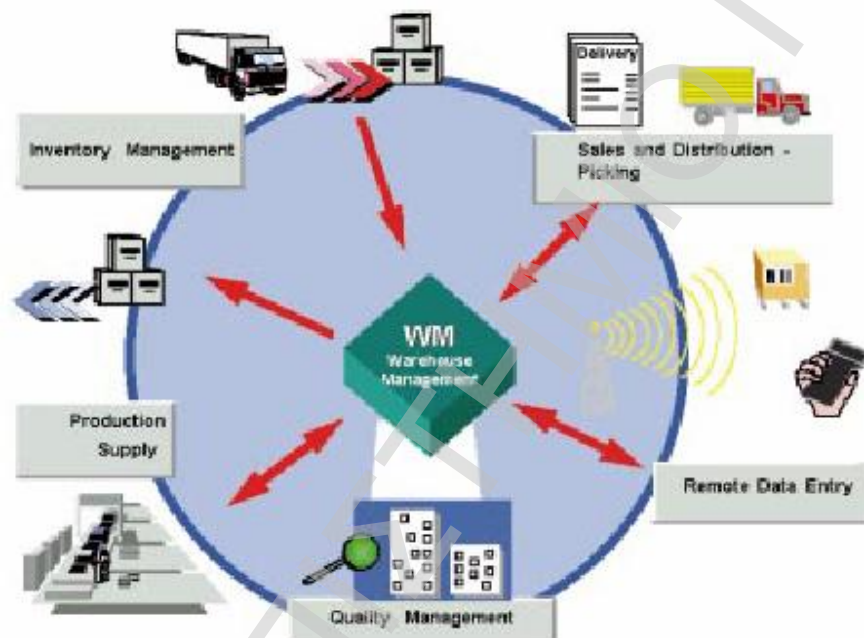 Delivery
Inventory Management
Sales and Distribution -
Picking
WM
Warehouse
Management
Production
Supply
Remote Data Entry
Quality Management